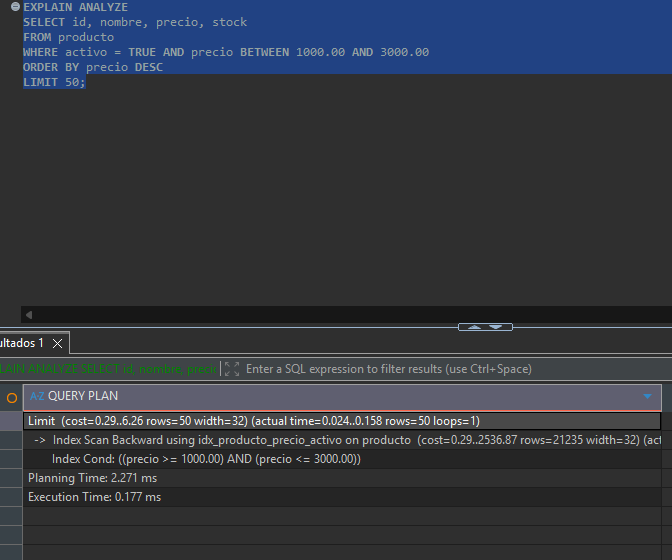 EXPLAIN ANALYZE
SELECT id, nombre, precio, stock
FROM producto
WHERE activo = TRUE AND precio BETWEEN 1000.00 AND 3000.00
ORDER BY precio DESC
LIMIT 50;
ultados 1
LAIN ANALYZE SELECT id, nombre, precio
Enter a SQL expression to filter results (use Ctrl+Space)
A-Z QUERY PLAN
Limit (cost=0.29..6.26 rows=50 width=32) (actual time=0.024..0.158 rows=50 loops=1)
-> Index Scan Backward using idx_producto_precio_activo on producto (cost=0.29..2536.87 rows=21235 width=32) (act
Index Cond: ((precio >= 1000.00) AND (precio <= 3000.00))
Planning Time: 2.271 ms
Execution Time: 0.177 ms